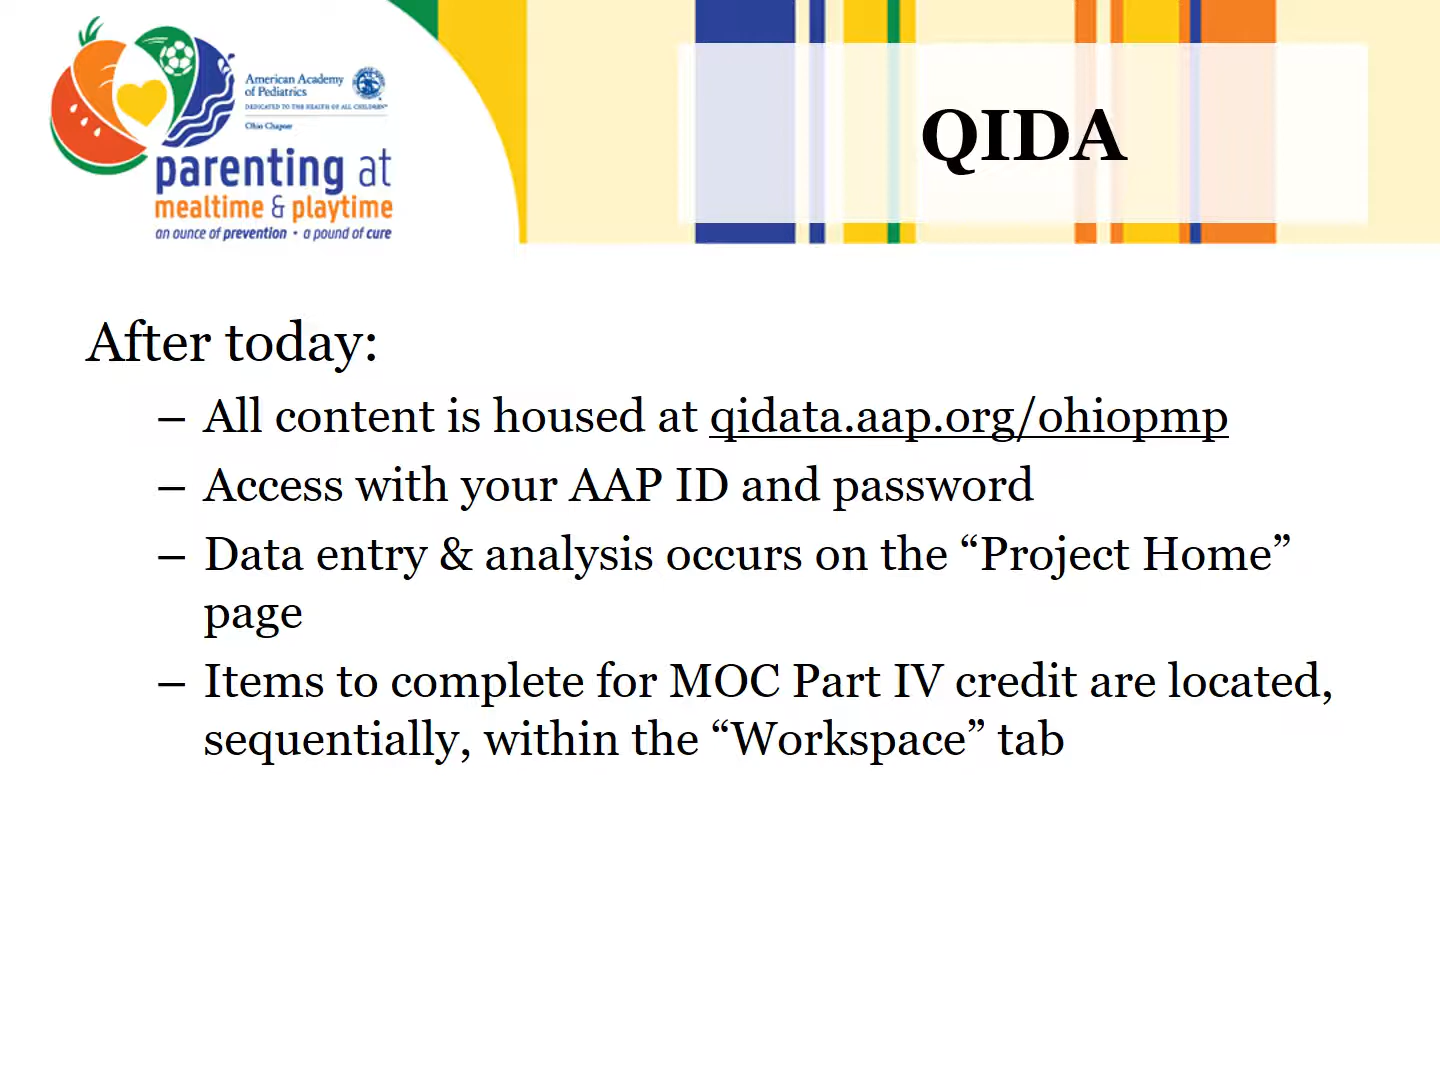 American Academy
of Pediatrics
DEDICATED TO THE HEALTH OF ALL CHILDREN™
Ohio Chapter
parenting at
mealtime & playtime
an ounce of prevention • a pound of cure
QIDA
After today:
– All content is housed at qidata.aap.org/ohiopmp
– Access with your AAP ID and password
– Data entry & analysis occurs on the “Project Home”
page
– Items to complete for MOC Part IV credit are located,
sequentially, within the “Workspace” tab